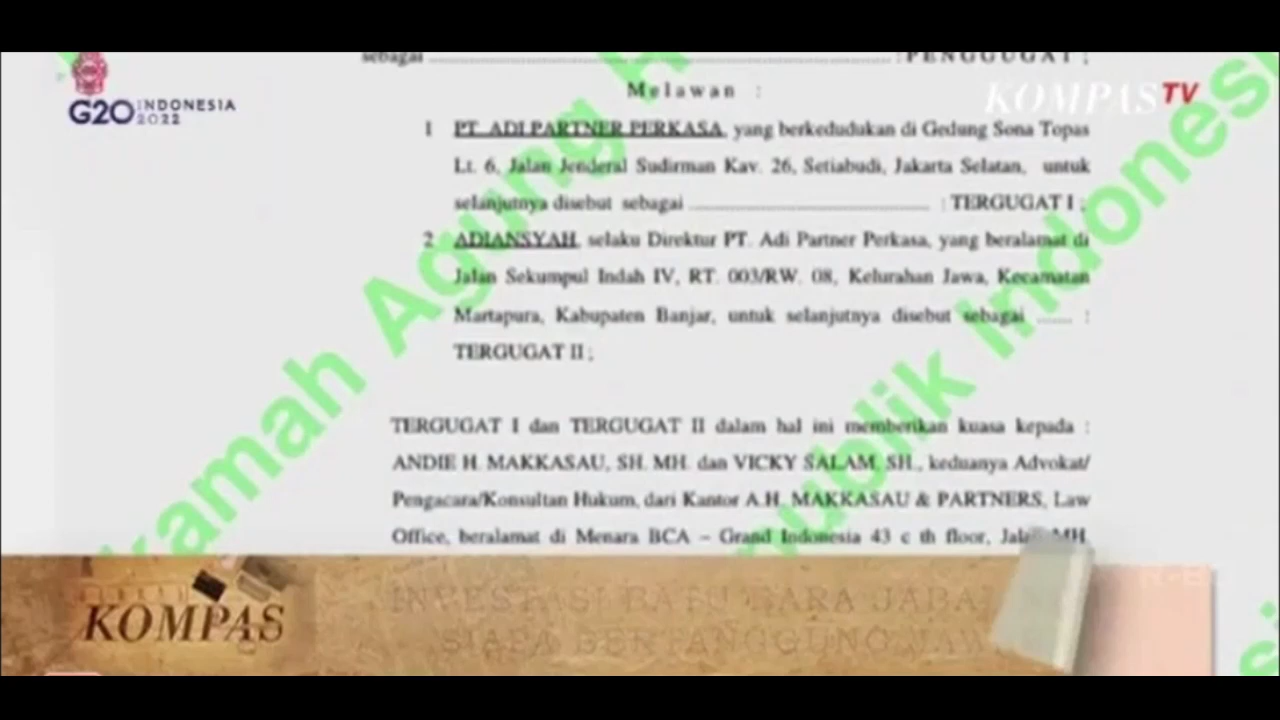 sebagai ........ : PENGGUGAT ;
G20 INDONESIA 2022
Melawan :
KOMPAS TV
1 PT. ADI PARTNER PERKASA, yang berkedudukan di Gedung Sona Topas
Lt. 6, Jalan Jenderal Sudirman Kav. 26, Setiabudi, Jakarta Selatan, untuk
selanjutnya disebut sebagai ........ : TERGUGAT I ;
2 ADIANSYAH, selaku Direktur PT. Adi Partner Perkasa, yang beralamat di
Jalan Sekumpul Indah IV, RT. 003/RW. 08, Kelurahan Jawa, Kecamatan
Martapura, Kabupaten Banjar, untuk selanjutnya disebut sebagai ...... :
TERGUGAT II ;
TERGUGAT I dan TERGUGAT II dalam hal ini memberikan kuasa kepada :
ANDIE H. MAKKASAU, SH. MH. dan VICKY SALAM, SH., keduanya Advokat/
Pengacara/Konsultan Hukum, dari Kantor A.H. MAKKASAU & PARTNERS, Law
Office, beralamat di Menara BCA – Grand Indonesia 43 c th floor, MH.
kamah Agung
Indonesi
KOMPAS
INVESTASI BATU BARA
SIAPA BERTANGGUNG